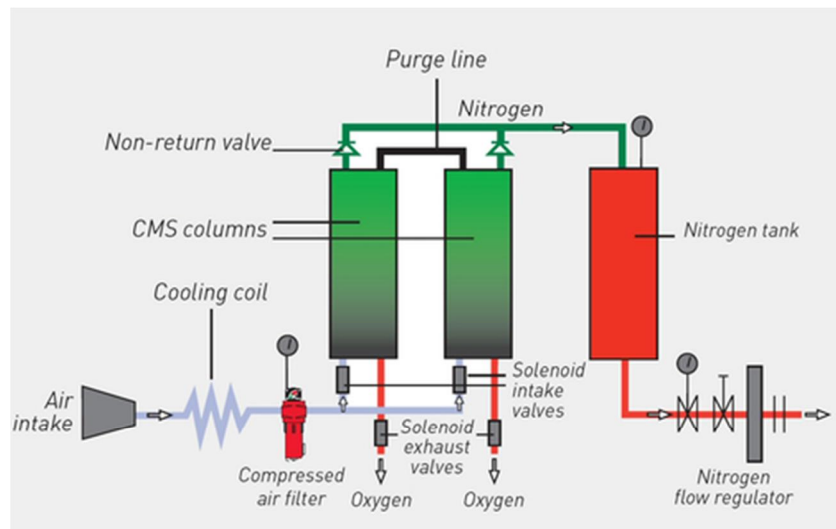 Purge line
Nitrogen
Non-return valve
CMS columns
Nitrogen tank
Cooling coil
Solenoid
intake
valves
Air
intake
Solenoid
exhaust
valves
Compressed
air filter
Oxygen
Oxygen
Nitrogen
flow regulator